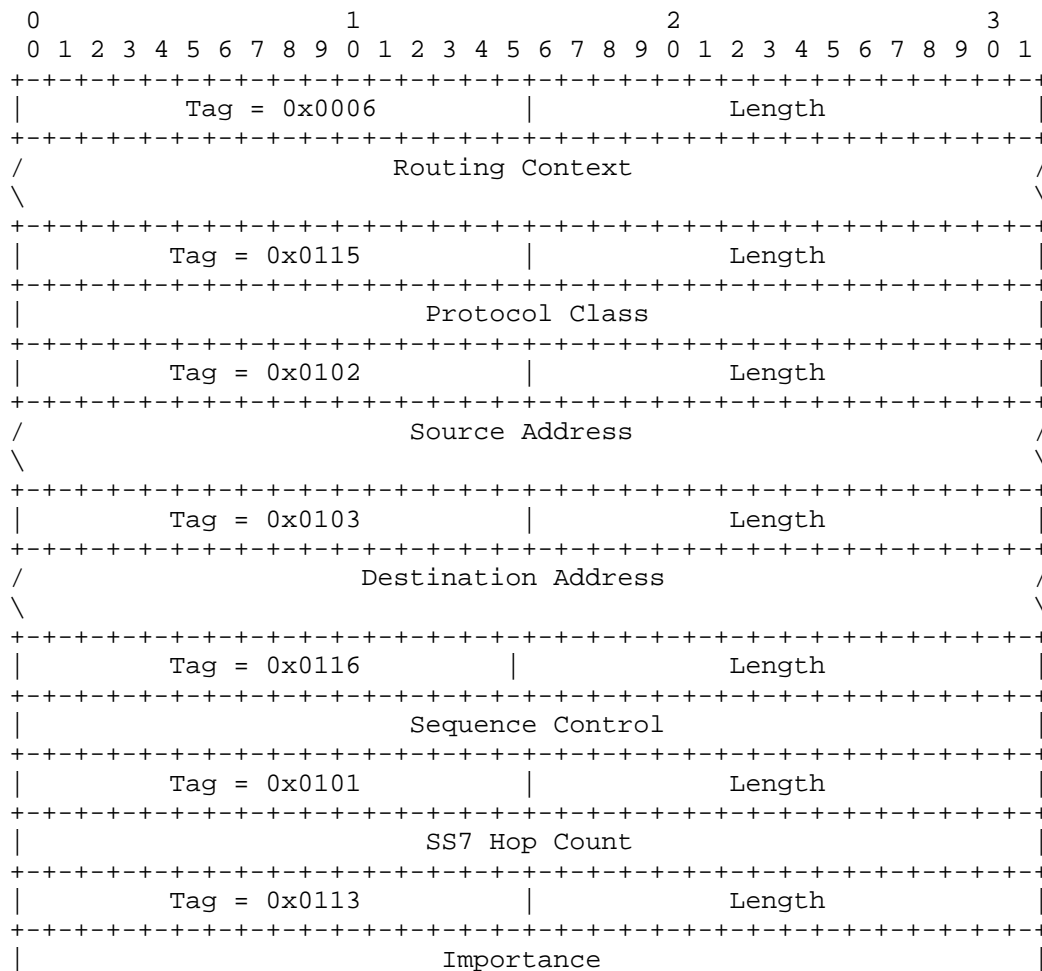 0                   1                   2                   3
 0 1 2 3 4 5 6 7 8 9 0 1 2 3 4 5 6 7 8 9 0 1 2 3 4 5 6 7 8 9 0 1
+-+-+-+-+-+-+-+-+-+-+-+-+-+-+-+-+-+-+-+-+-+-+-+-+-+-+-+-+-+-+-+-+
|          Tag = 0x0006         |            Length             |
+-+-+-+-+-+-+-+-+-+-+-+-+-+-+-+-+-+-+-+-+-+-+-+-+-+-+-+-+-+-+-+-+
/                       Routing Context                         /
\                                                               \
+-+-+-+-+-+-+-+-+-+-+-+-+-+-+-+-+-+-+-+-+-+-+-+-+-+-+-+-+-+-+-+-+
|         Tag = 0x0115          |            Length             |
+-+-+-+-+-+-+-+-+-+-+-+-+-+-+-+-+-+-+-+-+-+-+-+-+-+-+-+-+-+-+-+-+
|                         Protocol Class                        |
+-+-+-+-+-+-+-+-+-+-+-+-+-+-+-+-+-+-+-+-+-+-+-+-+-+-+-+-+-+-+-+-+
|         Tag = 0x0102          |            Length             |
+-+-+-+-+-+-+-+-+-+-+-+-+-+-+-+-+-+-+-+-+-+-+-+-+-+-+-+-+-+-+-+-+
/                        Source Address                         /
\                                                               \
+-+-+-+-+-+-+-+-+-+-+-+-+-+-+-+-+-+-+-+-+-+-+-+-+-+-+-+-+-+-+-+-+
|         Tag = 0x0103          |            Length             |
+-+-+-+-+-+-+-+-+-+-+-+-+-+-+-+-+-+-+-+-+-+-+-+-+-+-+-+-+-+-+-+-+
/                     Destination Address                       /
\                                                               \
+-+-+-+-+-+-+-+-+-+-+-+-+-+-+-+-+-+-+-+-+-+-+-+-+-+-+-+-+-+-+-+-+
|         Tag = 0x0116         |             Length             |
+-+-+-+-+-+-+-+-+-+-+-+-+-+-+-+-+-+-+-+-+-+-+-+-+-+-+-+-+-+-+-+-+
|                        Sequence Control                       |
+-+-+-+-+-+-+-+-+-+-+-+-+-+-+-+-+-+-+-+-+-+-+-+-+-+-+-+-+-+-+-+-+
|         Tag = 0x0101          |            Length             |
+-+-+-+-+-+-+-+-+-+-+-+-+-+-+-+-+-+-+-+-+-+-+-+-+-+-+-+-+-+-+-+-+
|                         SS7 Hop Count                         |
+-+-+-+-+-+-+-+-+-+-+-+-+-+-+-+-+-+-+-+-+-+-+-+-+-+-+-+-+-+-+-+-+
|         Tag = 0x0113          |            Length             |
+-+-+-+-+-+-+-+-+-+-+-+-+-+-+-+-+-+-+-+-+-+-+-+-+-+-+-+-+-+-+-+-+
|                          Importance                           |